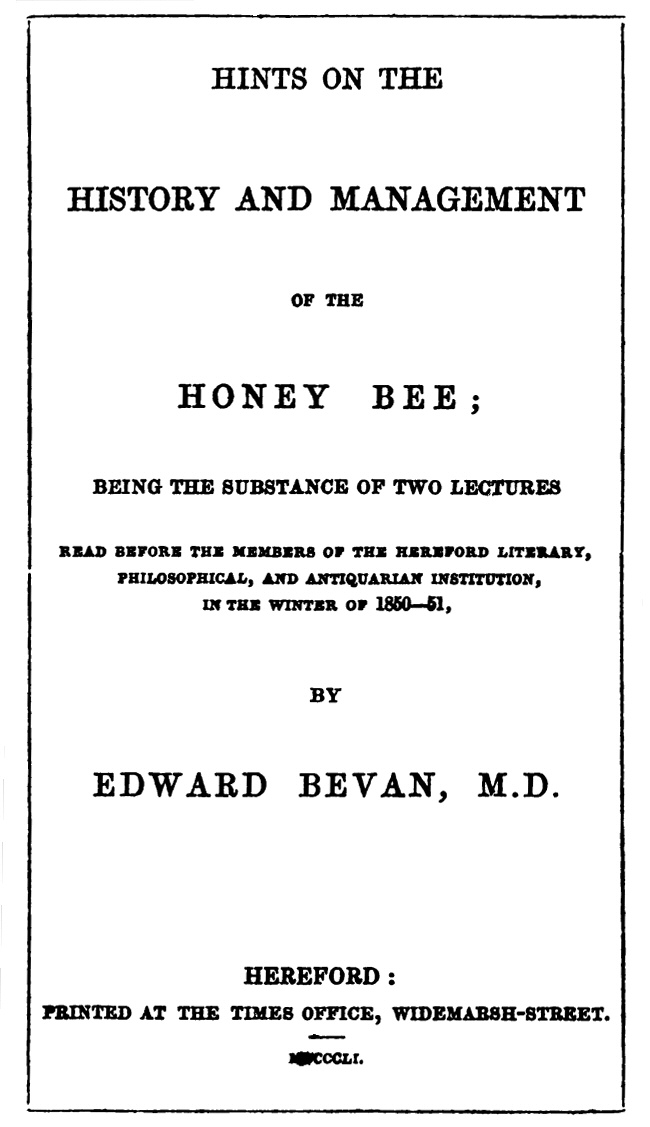 HINTS ON THE
HISTORY AND MANAGEMENT
OF THE
HONEY BEE;
BEING THE SUBSTANCE OF TWO LECTURES
READ BEFORE THE MEMBERS OF THE HEREFORD LITERARY,
PHILOSOPHICAL, AND ANTIQUARIAN INSTITUTION,
IN THE WINTER OF 1850—51,
BY
EDWARD BEVAN, M.D.
HEREFORD:
PRINTED AT THE TIMES OFFICE, WIDEMARSH-STREET.